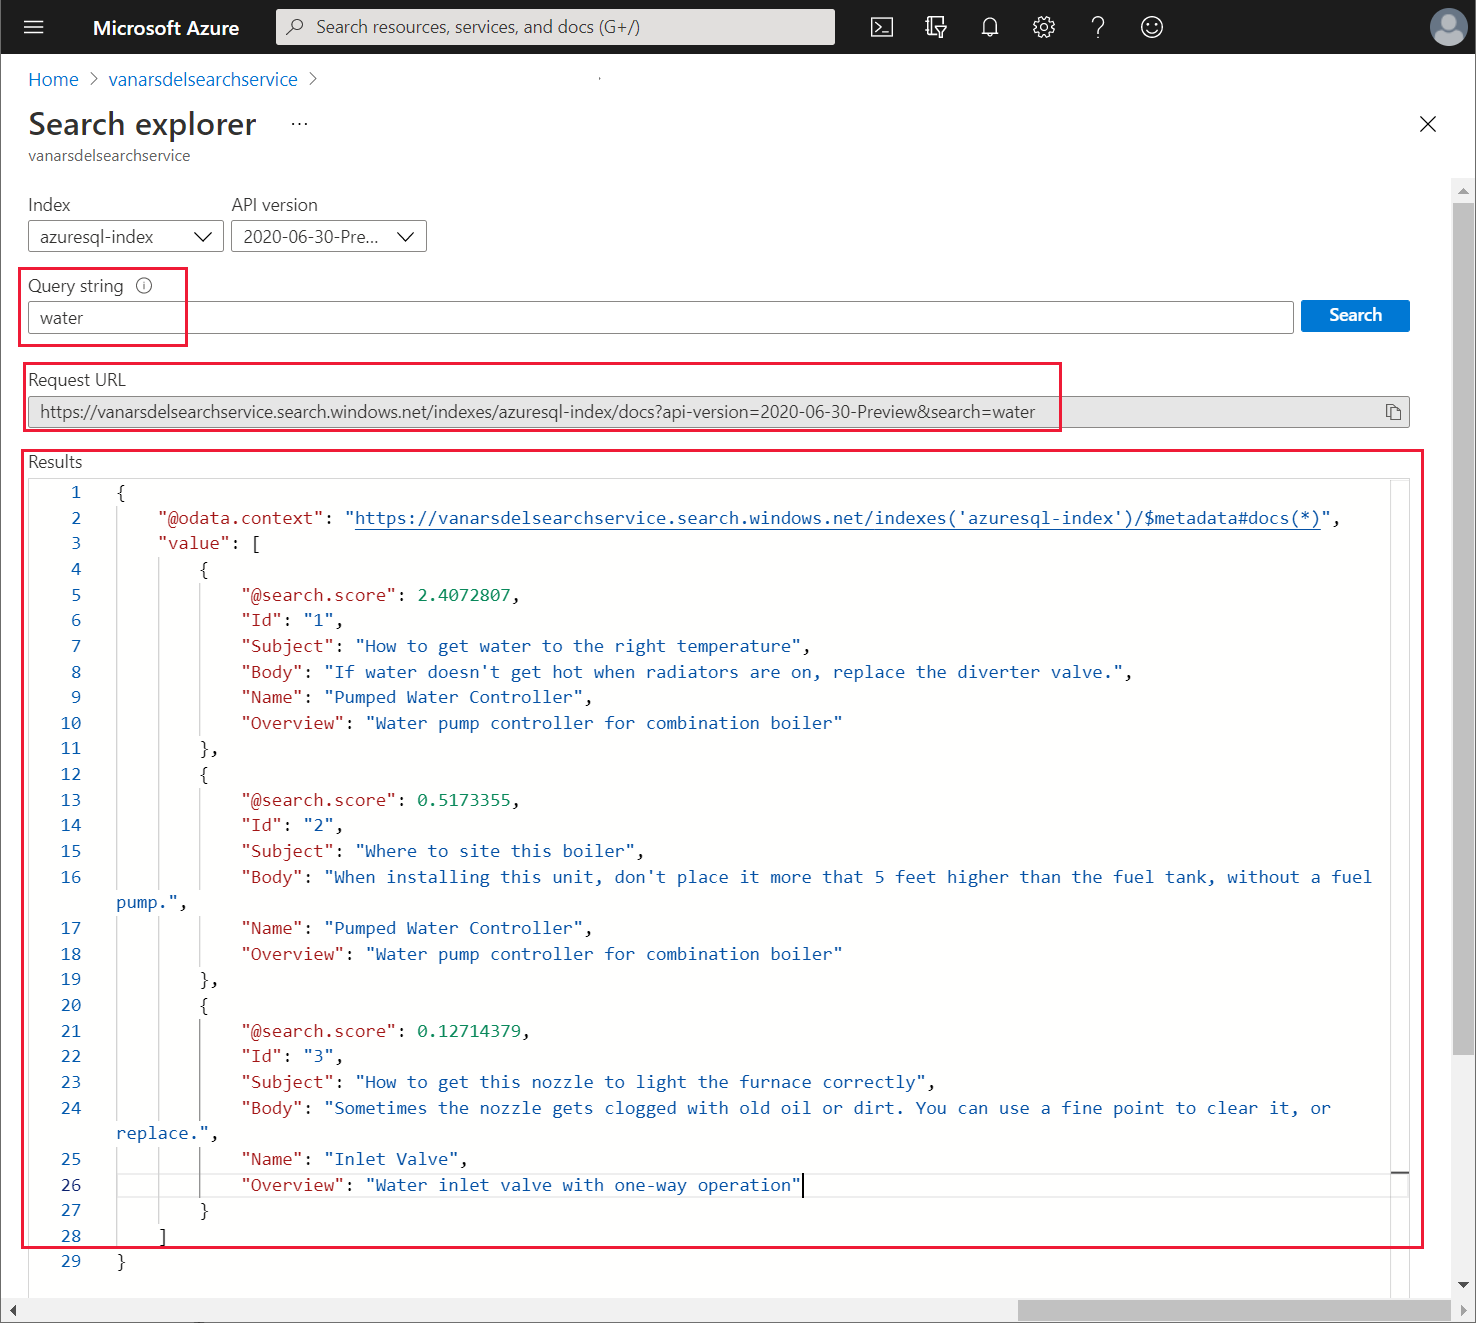 Microsoft Azure
Search resources, services, and docs (G+/)
Home > vanarsdelsearchservice >
Search explorer ...
vanarsdelsearchservice
Index API version
azuresql-index 2020-06-30-Pre...
Query string
water
Search
Request URL
https://vanarsdelsearchservice.search.windows.net/indexes/azuresql-index/docs?api-version=2020-06-30-Preview&search=water
Results
1 {
2 "@odata.context": "https://vanarsdelsearchservice.search.windows.net/indexes('azuresql-index')/$metadata#docs(*)",
3 "value": [
4 {
5 "@search.score": 2.4072807,
6 "Id": "1",
7 "Subject": "How to get water to the right temperature",
8 "Body": "If water doesn't get hot when radiators are on, replace the diverter valve.",
9 "Name": "Pumped Water Controller",
10 "Overview": "Water pump controller for combination boiler"
11 },
12 {
13 "@search.score": 0.5173355,
14 "Id": "2",
15 "Subject": "Where to site this boiler",
16 "Body": "When installing this unit, don't place it more that 5 feet higher than the fuel tank, without a fuel
pump.",
17 "Name": "Pumped Water Controller",
18 "Overview": "Water pump controller for combination boiler"
19 },
20 {
21 "@search.score": 0.12714379,
22 "Id": "3",
23 "Subject": "How to get this nozzle to light the furnace correctly",
24 "Body": "Sometimes the nozzle gets clogged with old oil or dirt. You can use a fine point to clear it, or
replace.",
25 "Name": "Inlet Valve",
26 "Overview": "Water inlet valve with one-way operation"
27 }
28 ]
29 }